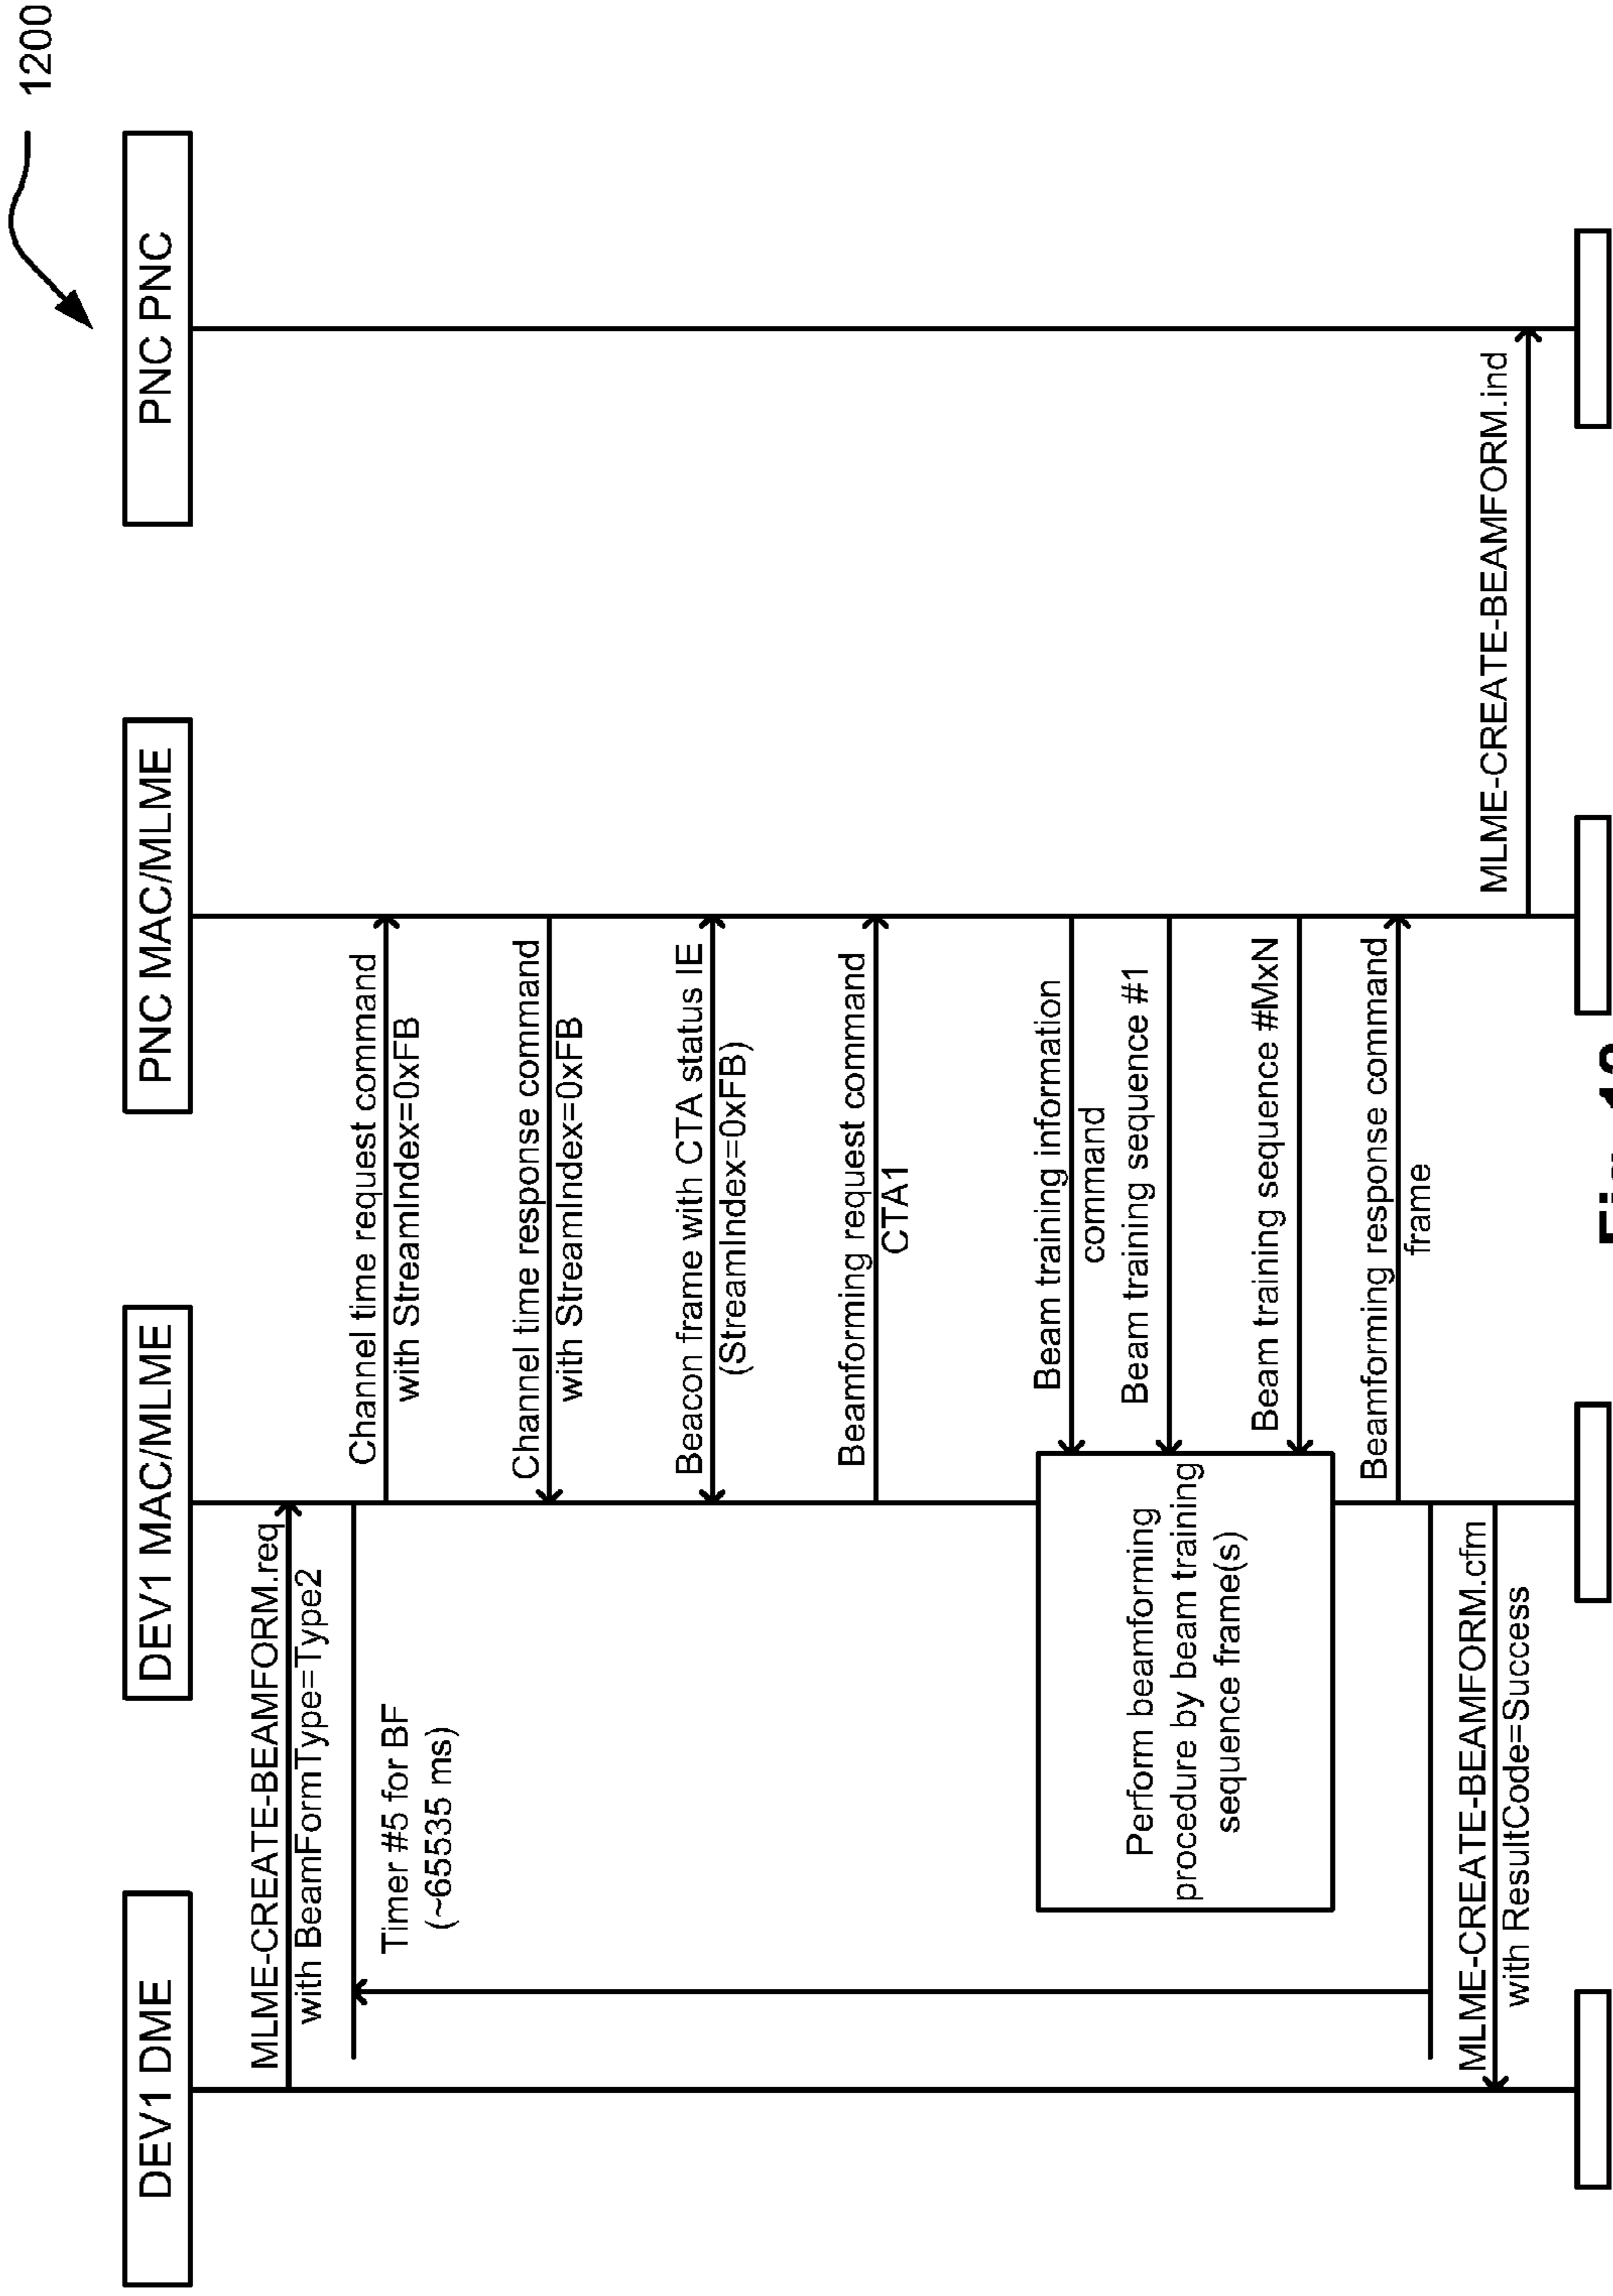 1200
DEV1 DME
DEV1 MAC/MLME
PNC MAC/MLME
PNC PNC
MLME-CREATE-BEAMFORM.req
with BeamFormType=Type2
Timer #5 for BF
(~65535 ms)
Channel time request command
with StreamIndex=0xFB
Channel time response command
with StreamIndex=0xFB
Beacon frame with CTA status IE
(StreamIndex=0xFB)
Beamforming request command
CTA1
Beam training information
command
Beam training sequence #1
Perform beamforming
procedure by beam training
sequence frame(s)
Beam training sequence #MxN
Beamforming response command
frame
MLME-CREATE-BEAMFORM.cfm
with ResultCode=Success
MLME-CREATE-BEAMFORM.ind